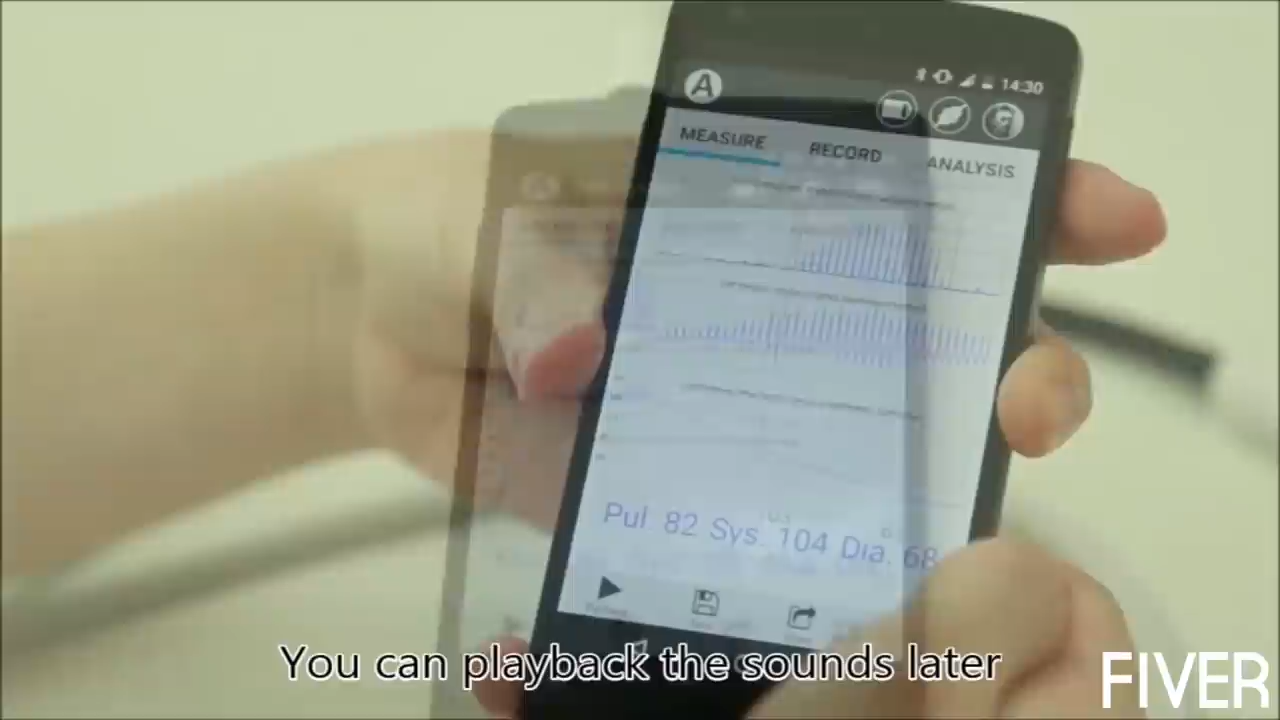 A
14:30
MEASURE RECORD ANALYSIS
Pul. 82 Sys. 104 Dia. 68
You can playback the sounds later
FIVER